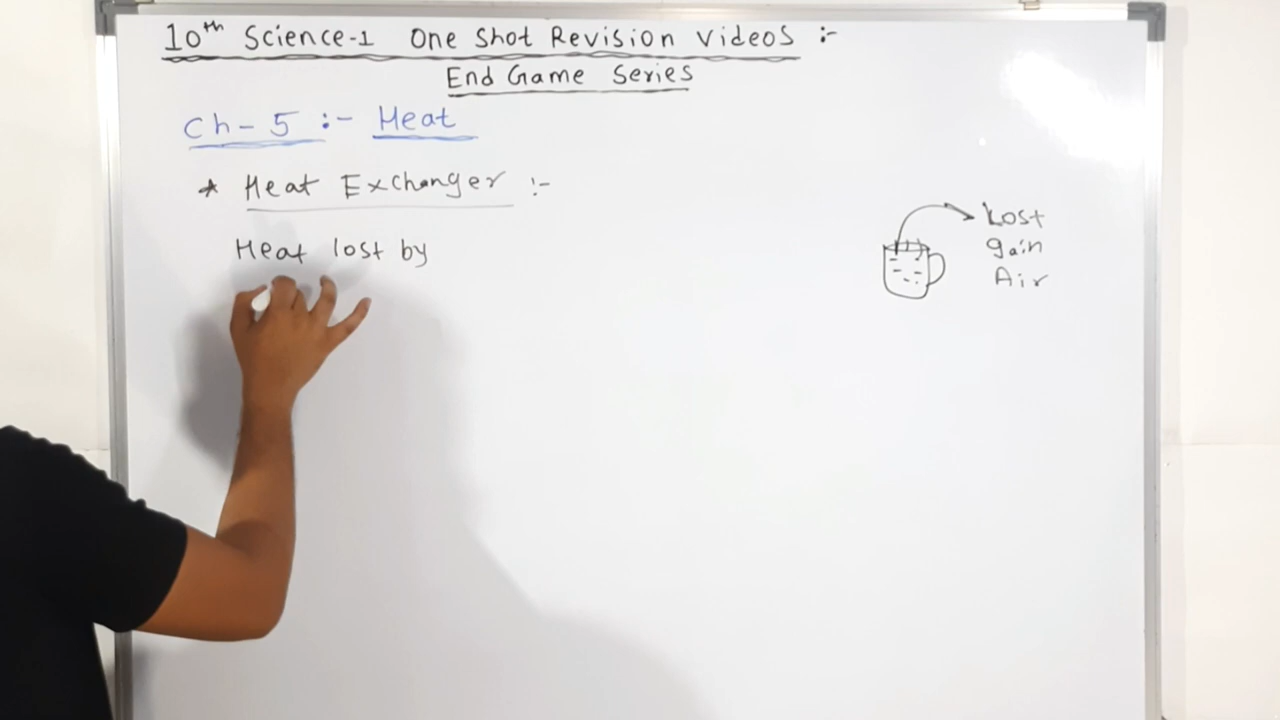 10th Science-1 One Shot Revision Videos :-
End Game Series
Ch-5 :- Heat
* Heat Exchanger :-
Heat lost by
Lost
gain
Air